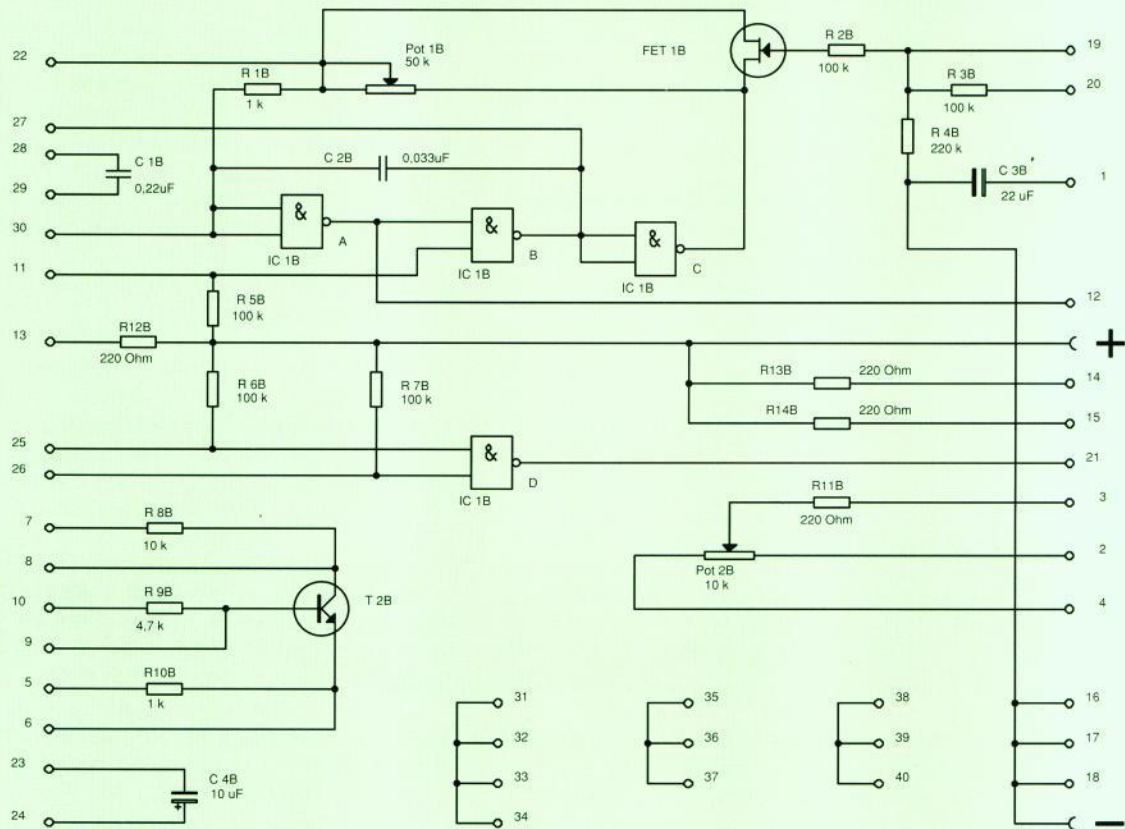 22
Pot 1B
50 k
FET 1B
R 2B
100 k
19
R 1B
1 k
R 3B
100 k
20
27
28
C 1B
0,22uF
29
C 2B
0,033uF
R 4B
220 k
C 3B
22 uF
1
30
&
A
IC 1B
&
B
IC 1B
&
C
IC 1B
11
R 5B
100 k
12
13
R12B
220 Ohm
+
R 6B
100 k
R 7B
100 k
R13B
220 Ohm
14
R14B
220 Ohm
15
25
26
&
D
IC 1B
21
R11B
220 Ohm
3
7
R 8B
10 k
8
Pot 2B
10 k
2
10
R 9B
4,7 k
T 2B
4
9
5
R10B
1 k
6
31
32
33
34
35
36
37
38
39
40
16
17
18
23
C 4B
10 uF
+
24
−